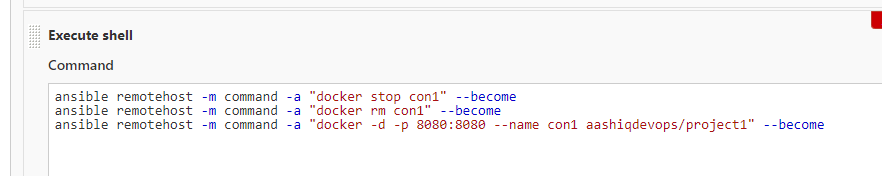 Execute shell
Command
ansible remotehost -m command -a "docker stop con1" --become
ansible remotehost -m command -a "docker rm con1" --become
ansible remotehost -m command -a "docker -d -p 8080:8080 --name con1 aashiqdevops/project1" --become